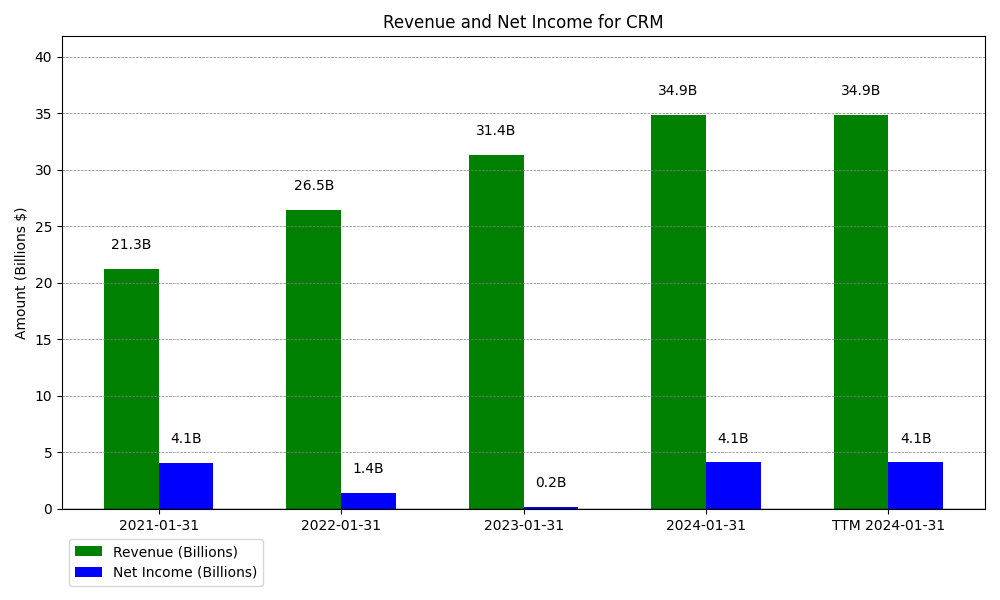 Revenue and Net Income for CRM
Amount (Billions $)
40
35
30
25
20
15
10
5
0
21.3B
4.1B
26.5B
1.4B
31.4B
0.2B
34.9B
4.1B
34.9B
4.1B
2021-01-31
2022-01-31
2023-01-31
2024-01-31
TTM 2024-01-31
Revenue (Billions)
Net Income (Billions)